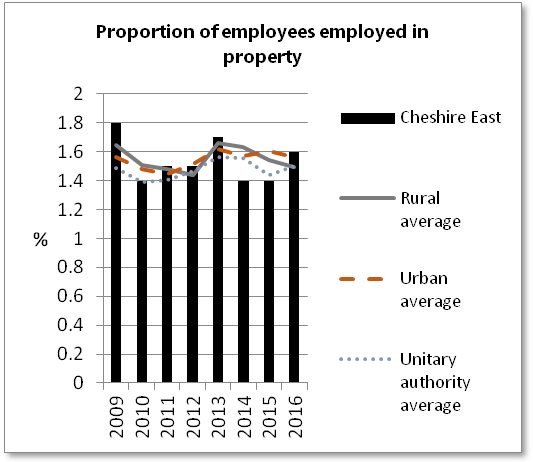 Proportion of employees employed in
property
2
1.8
1.6
1.4
1.2
1
0.8
0.6
0.4
0.2
0
%
2009
2010
2011
2012
2013
2014
2015
2016
Cheshire East
Rural
average
Urban
average
Unitary
authority
average